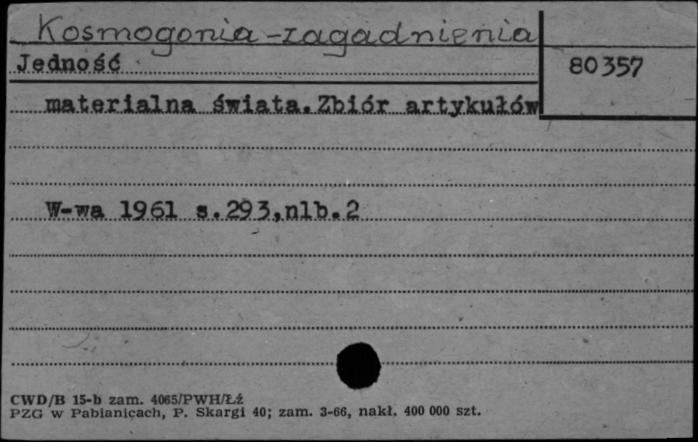 Kosmogonia - zagadnienia
Jedność
80357
materialna świata. Zbiór artykułów
W-wa 1961 s.293,nlb.2
CWD/B 15-b zam. 4065/PWH/Łż
PZG w Pabianicach, P. Skargi 40; zam. 3-66, nakł. 400 000 szt.